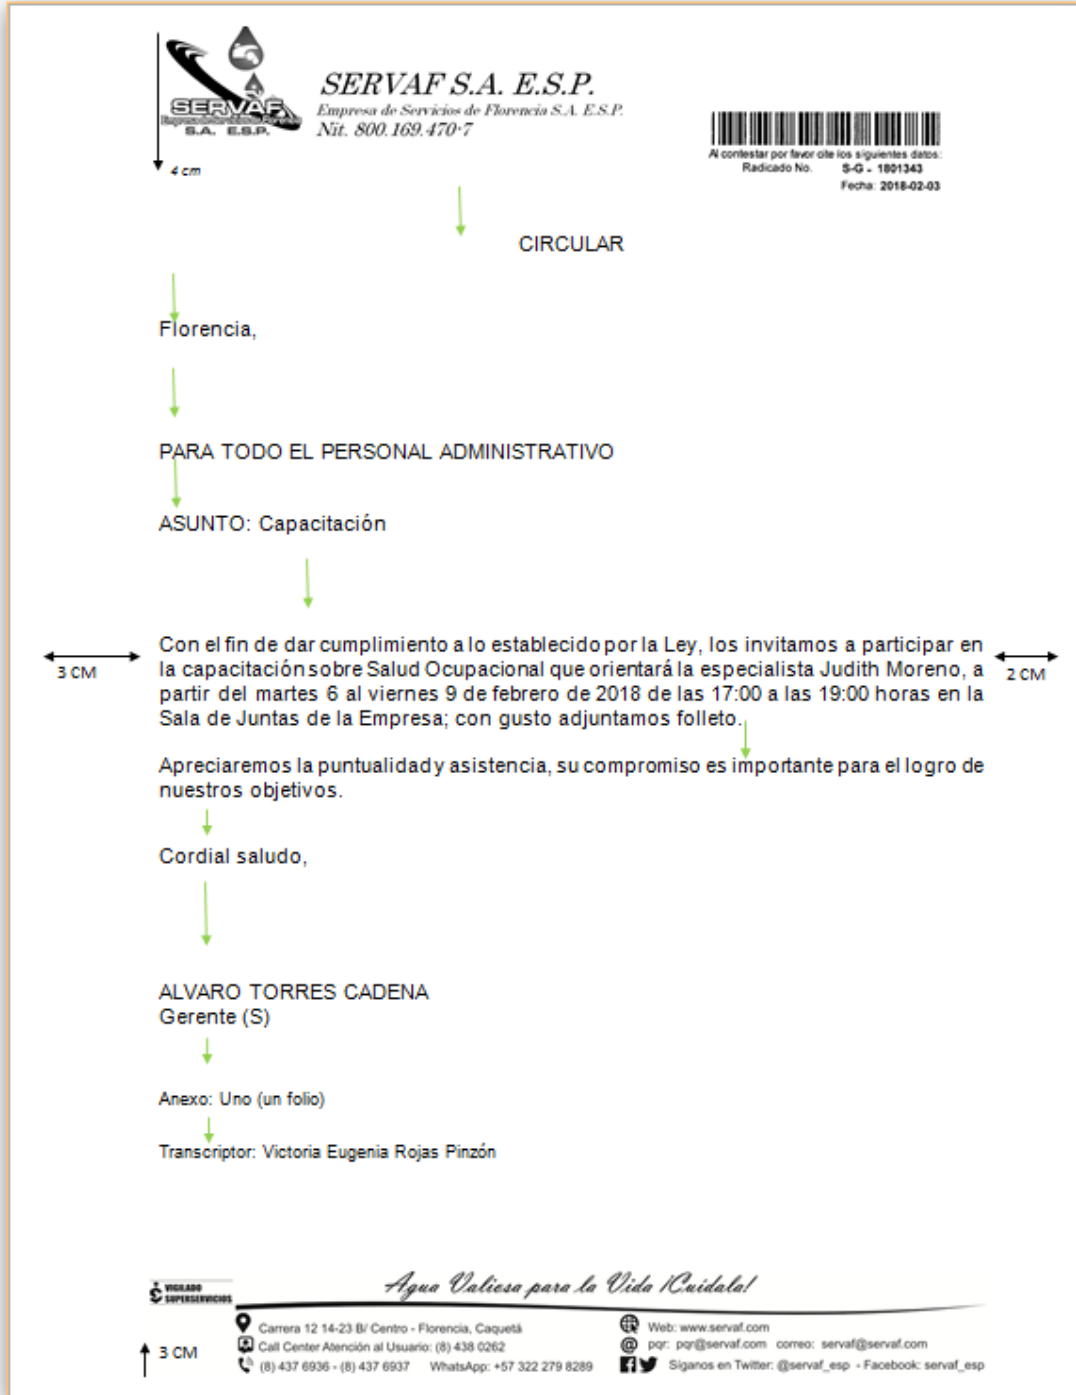 SERVAF
Empresa de Servicios de Florencia
S.A. E.S.P.
SERVAF S.A. E.S.P.
Empresa de Servicios de Florencia S.A. E.S.P.
Nit. 800.169.470-7
4 cm
Al contestar por favor cite los siguientes datos:
Radicado No. S-G - 1801343
Fecha: 2018-02-03
CIRCULAR
Florencia,
PARA TODO EL PERSONAL ADMINISTRATIVO
ASUNTO: Capacitación
Con el fin de dar cumplimiento a lo establecido por la Ley, los invitamos a participar en
la capacitación sobre Salud Ocupacional que orientará la especialista Judith Moreno, a
partir del martes 6 al viernes 9 de febrero de 2018 de las 17:00 a las 19:00 horas en la
Sala de Juntas de la Empresa; con gusto adjuntamos folleto.
3 CM
2 CM
Apreciaremos la puntualidad y asistencia, su compromiso es importante para el logro de
nuestros objetivos.
Cordial saludo,
ALVARO TORRES CADENA
Gerente (S)
Anexo: Uno (un folio)
Transcriptor: Victoria Eugenia Rojas Pinzón
VIGILADO
SUPERSERVICIOS
Agua Valiosa para la Vida ¡Cuidala!
3 CM
Carrera 12 14-23 B/ Centro - Florencia, Caquetá
Call Center Atención al Usuario: (8) 438 0262
(8) 437 6936 - (8) 437 6937 WhatsApp: +57 322 279 8289
Web: www.servaf.com
pqr: pqr@servaf.com correo: servaf@servaf.com
Síganos en Twitter: @servaf_esp - Facebook: servaf_esp